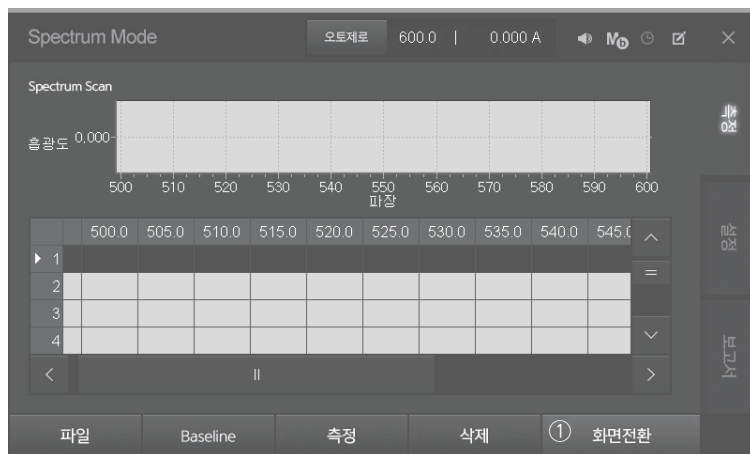 Spectrum Mode 오토제로 600.0 | 0.000 A Mb
Spectrum Scan
흡광도 0,000
500 510 520 530 540 550 560 570 580 590 600
파장
500.0 505.0 510.0 515.0 520.0 525.0 530.0 535.0 540.0 545.0
1
2
3
4
파일 Baseline 측정 삭제 ① 화면전환
측정
설정
보고서